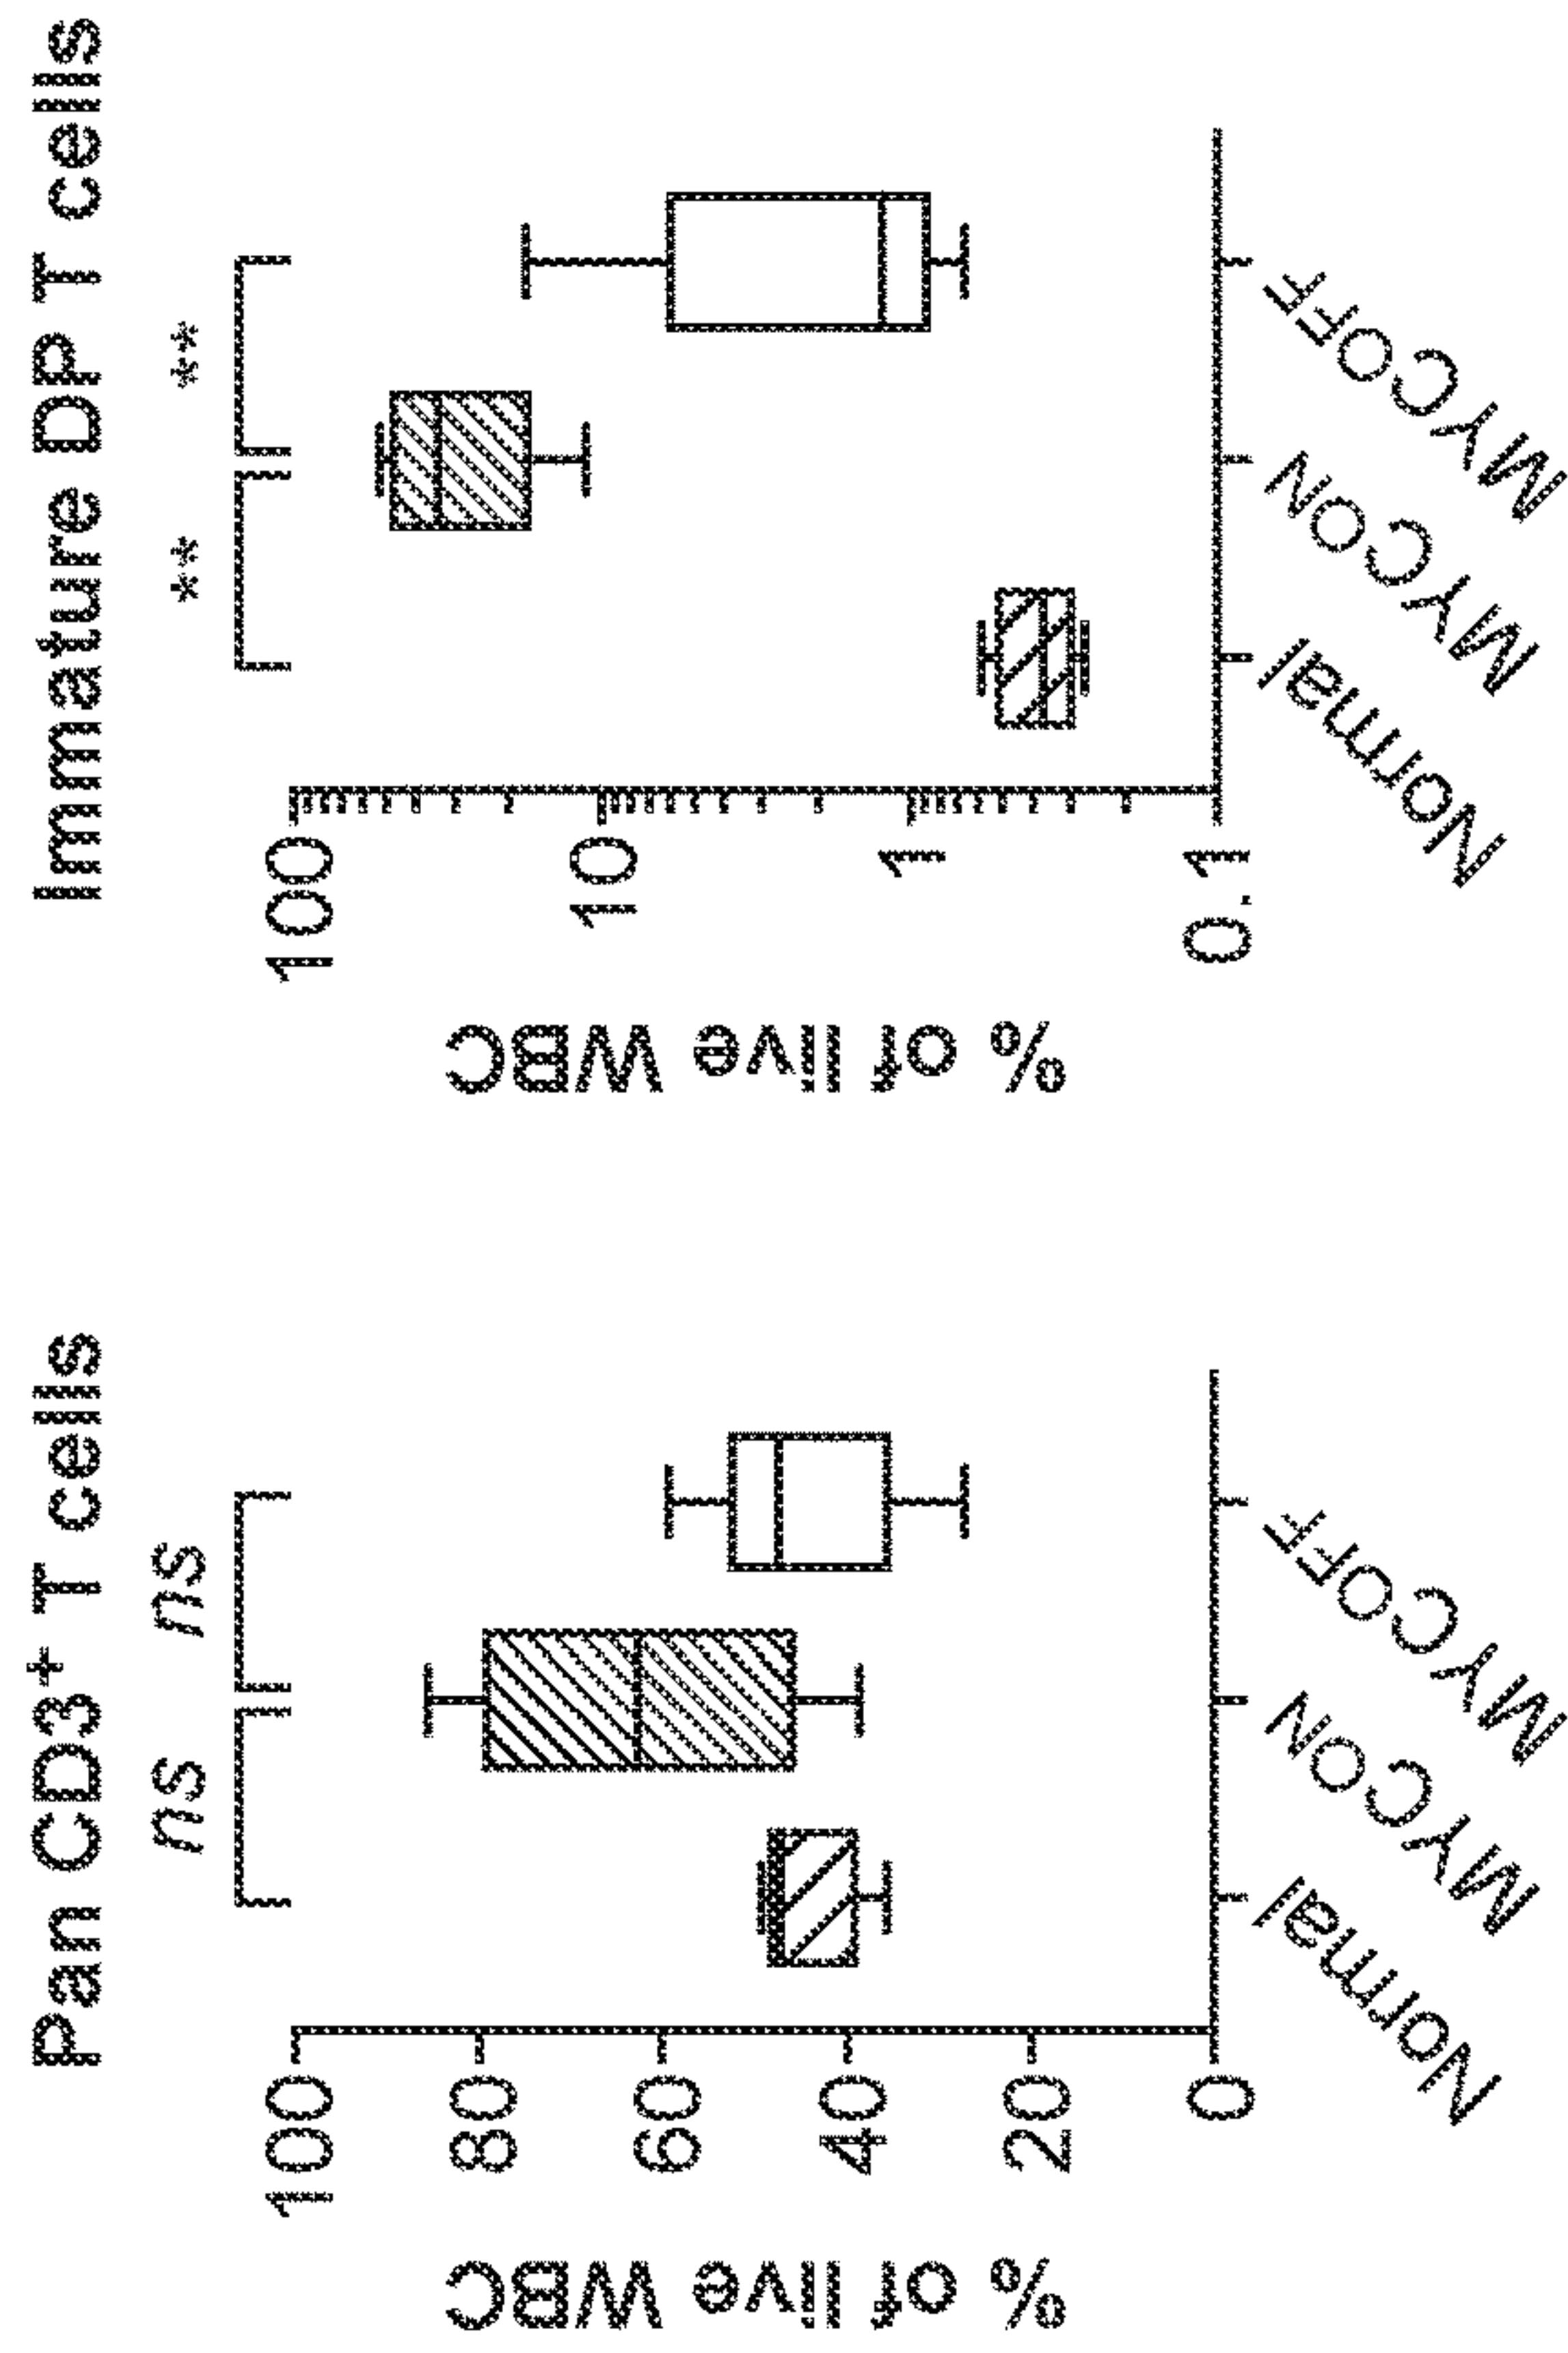 Pan CD3⁺ T cells
ns ns
% of live WBC
100
80
60
40
20
0
Normal
MYCON
MYCOFF
Immature DP T cells
** **
% of live WBC
100
10
1
0.1
Normal
MYCON
MYCOFF